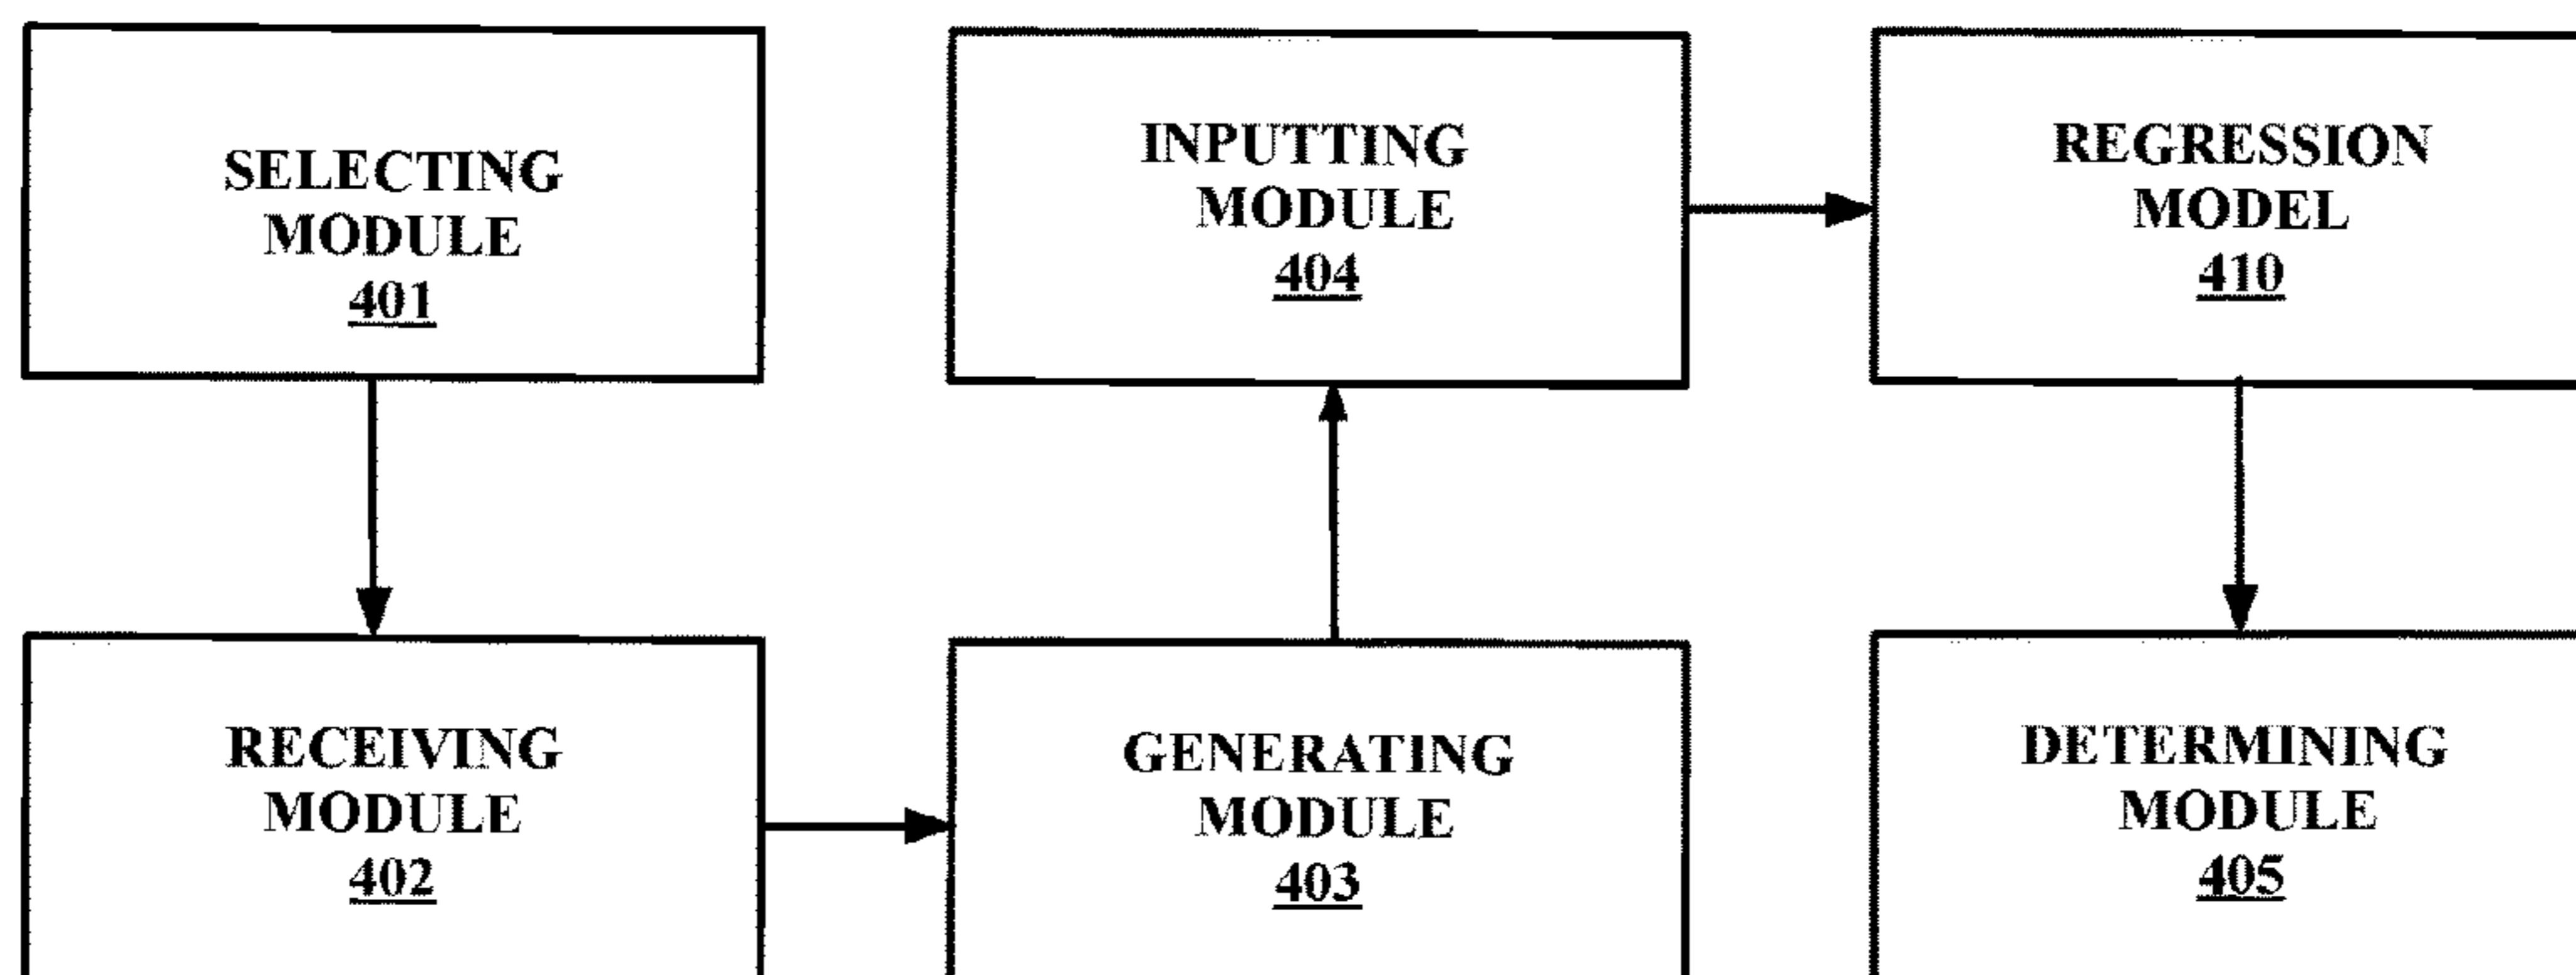 SELECTING
MODULE
401
INPUTTING
MODULE
404
REGRESSION
MODEL
410
RECEIVING
MODULE
402
GENERATING
MODULE
403
DETERMINING
MODULE
405